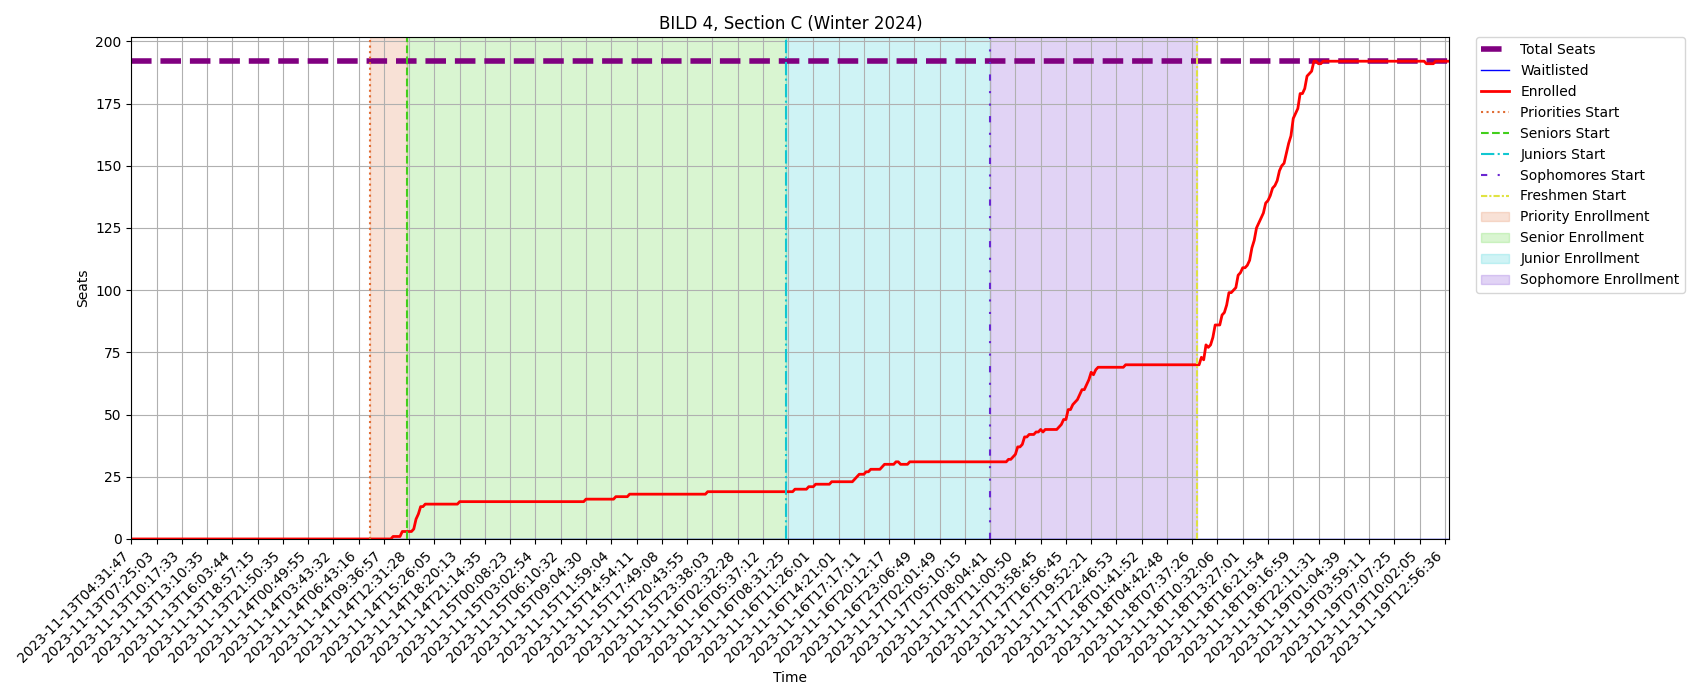 BILD 4, Section C (Winter 2024)
Seats
200
175
150
125
100
75
50
25
0
2023-11-13T04:31:47
2023-11-13T07:25:03
2023-11-13T10:17:33
2023-11-13T13:10:35
2023-11-13T16:03:44
2023-11-13T18:57:15
2023-11-13T21:50:35
2023-11-14T00:49:55
2023-11-14T03:43:32
2023-11-14T06:43:16
2023-11-14T09:36:57
2023-11-14T12:31:28
2023-11-14T15:26:05
2023-11-14T18:20:13
2023-11-14T21:14:35
2023-11-15T00:08:23
2023-11-15T03:02:54
2023-11-15T06:10:32
2023-11-15T09:04:30
2023-11-15T11:59:04
2023-11-15T14:54:11
2023-11-15T17:49:08
2023-11-15T20:43:55
2023-11-15T23:38:03
2023-11-16T02:32:28
2023-11-16T05:37:12
2023-11-16T08:31:25
2023-11-16T11:26:01
2023-11-16T14:21:01
2023-11-16T17:17:11
2023-11-16T20:12:17
2023-11-16T23:06:49
2023-11-17T02:01:49
2023-11-17T05:10:15
2023-11-17T08:04:41
2023-11-17T11:00:50
2023-11-17T13:58:45
2023-11-17T16:56:45
2023-11-17T19:52:21
2023-11-17T22:46:53
2023-11-18T01:41:52
2023-11-18T04:42:48
2023-11-18T07:37:26
2023-11-18T10:32:06
2023-11-18T13:27:01
2023-11-18T16:21:54
2023-11-18T19:16:59
2023-11-18T22:11:31
2023-11-19T01:04:39
2023-11-19T03:59:11
2023-11-19T07:07:25
2023-11-19T10:02:05
2023-11-19T12:56:36
Time
Total Seats
Waitlisted
Enrolled
Priorities Start
Seniors Start
Juniors Start
Sophomores Start
Freshmen Start
Priority Enrollment
Senior Enrollment
Junior Enrollment
Sophomore Enrollment